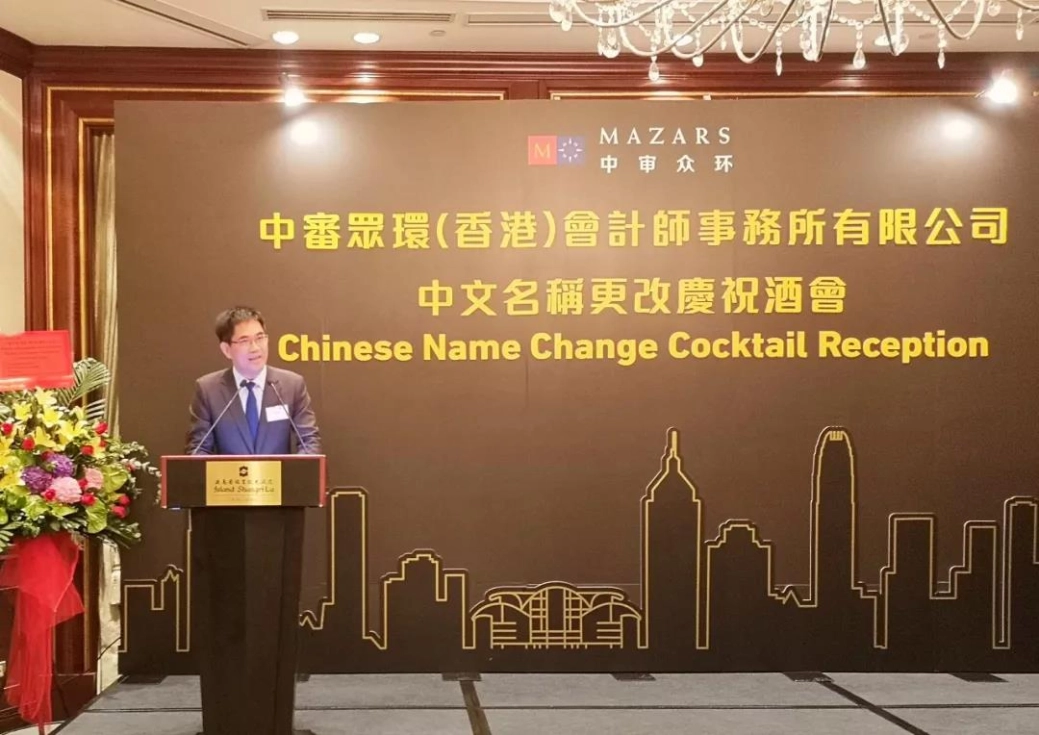 M
MAZARS
中审众环
中審眾環(香港)會計師事務所有限公司
中文名稱更改慶祝酒會
Chinese Name Change Cocktail Reception
Island Shangri-La